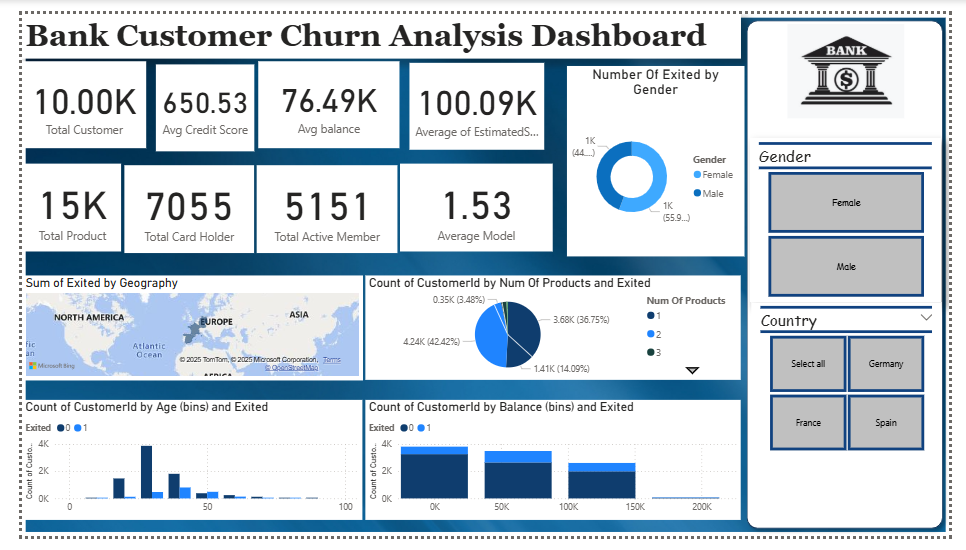 Bank Customer Churn Analysis Dashboard
10.00K
Total Customer
650.53
Avg Credit Score
76.49K
Avg balance
100.09K
Average of EstimatedS...
15K
Total Product
7055
Total Card Holder
5151
Total Active Member
1.53
Average Model
Number Of Exited by
Gender
1K
(44....)
1K
(55.9...)
Gender
Female
Male
BANK
$
Gender
Female
Male
Country
Select all
Germany
France
Spain
Sum of Exited by Geography
NORTH AMERICA
EUROPE
ASIA
Atlantic
Ocean
© 2025 TomTom, © 2025 Microsoft Corporation, Terms
© OpenStreetMap
Microsoft Bing
Count of CustomerId by Num Of Products and Exited
0.35K (3.48%)
3.68K (36.75%)
4.24K (42.42%)
1.41K (14.09%)
Num Of Products
1
2
3
Count of CustomerId by Age (bins) and Exited
Exited 0 1
Count of Custo...
4K
2K
0K
0 50 100
Count of CustomerId by Balance (bins) and Exited
Exited 0 1
Count of Custo...
4K
2K
0K
0K 50K 100K 150K 200K